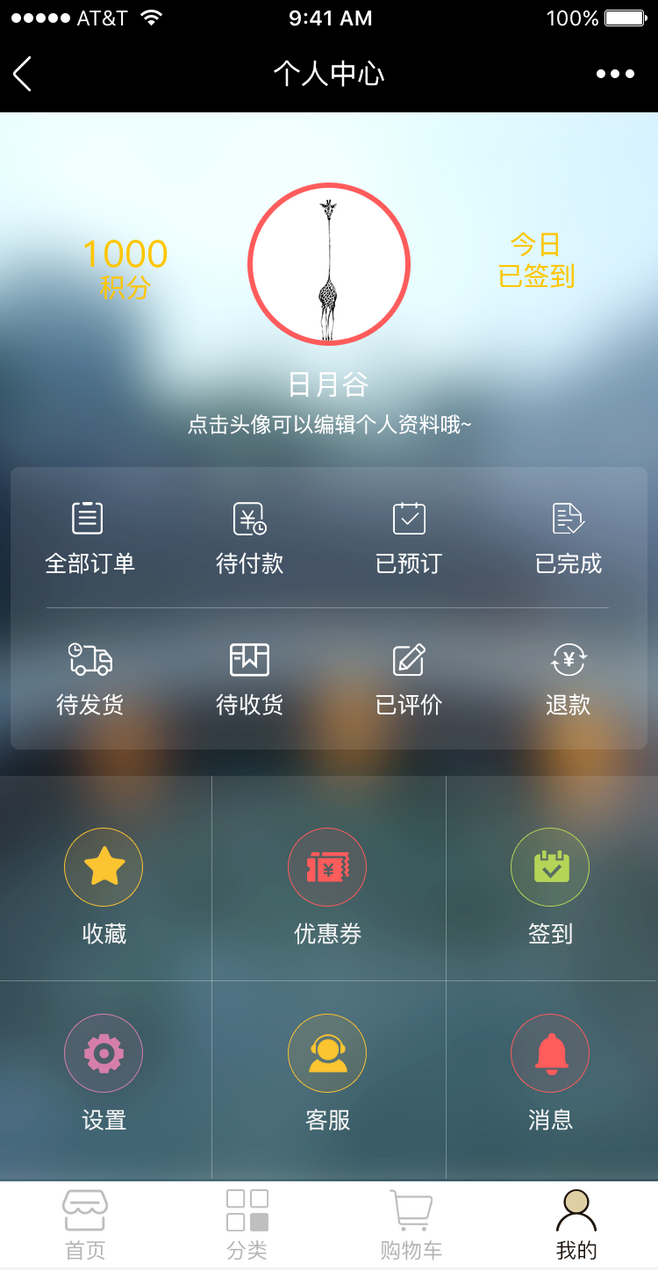 AT&T 9:41 AM 100%
个人中心
1000
积分
今日
已签到
日月谷
点击头像可以编辑个人资料哦~
全部订单 待付款 已预订 已完成
待发货 待收货 已评价 退款
收藏 优惠券 签到
设置 客服 消息
首页 分类 购物车 我的